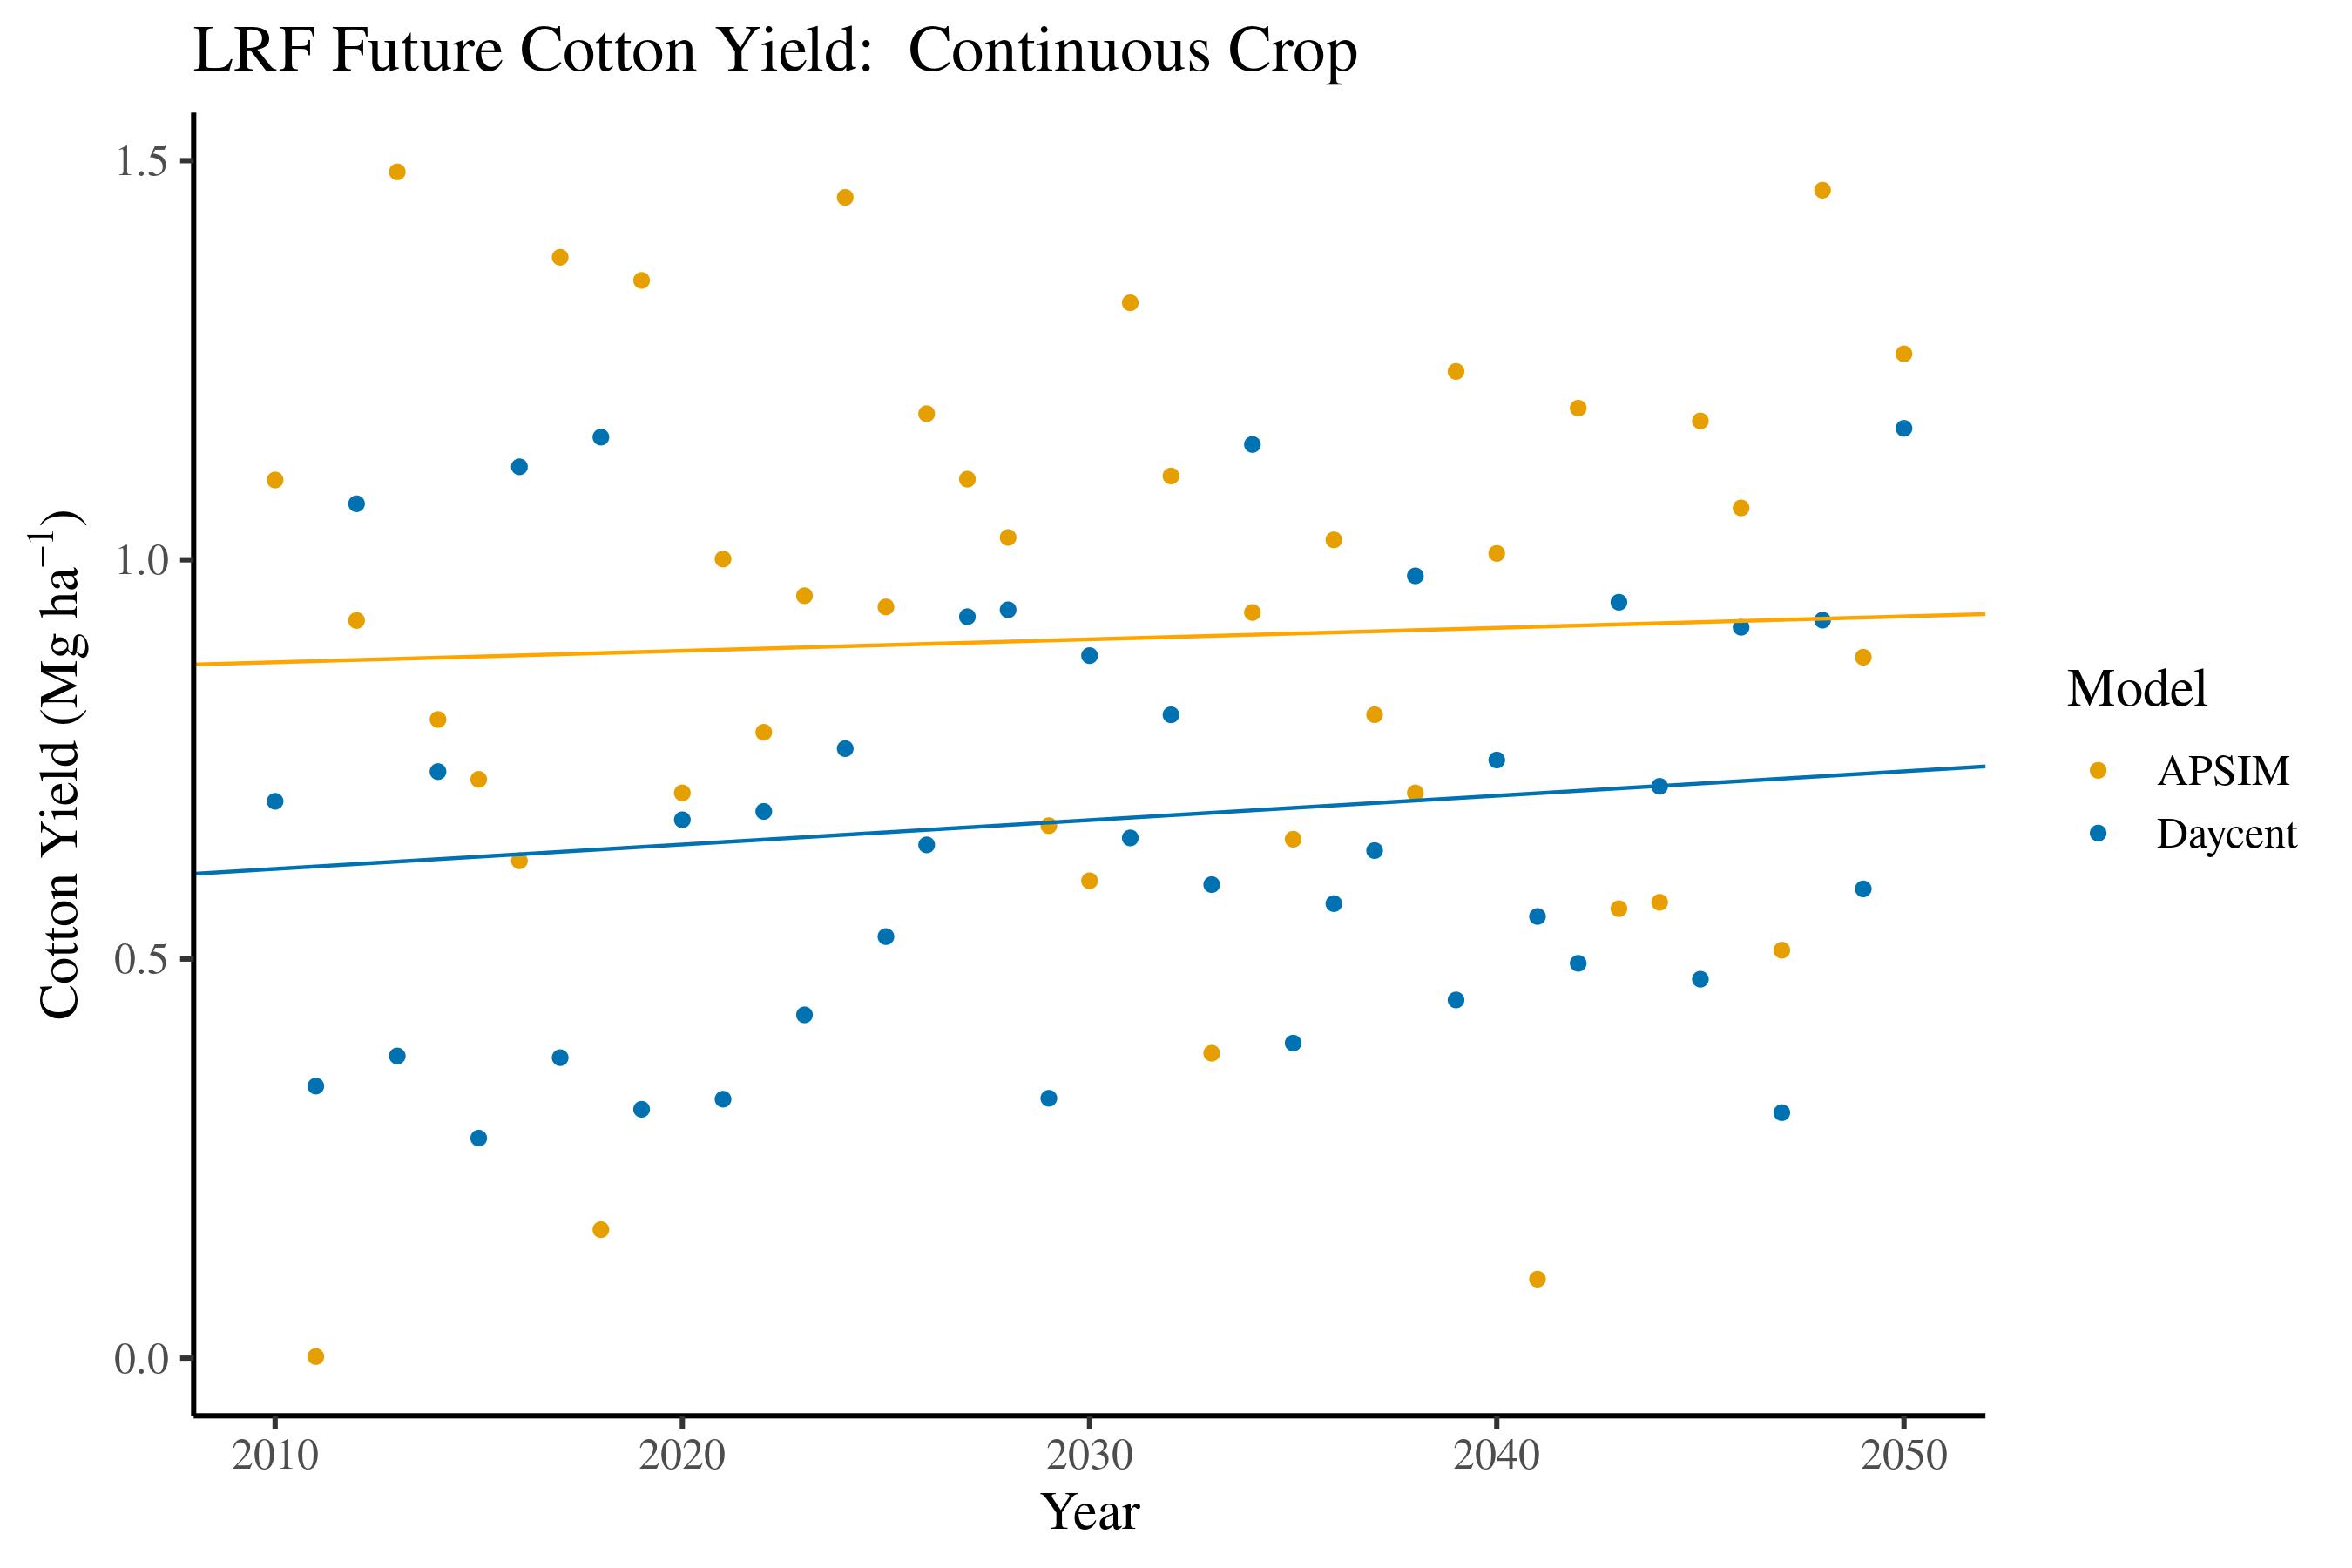 LRF Future Cotton Yield:  Continuous Crop
Cotton Yield (Mg ha⁻¹)
1.5
1.0
0.5
0.0
2010 2020 2030 2040 2050
Year
Model
APSIM
Daycent